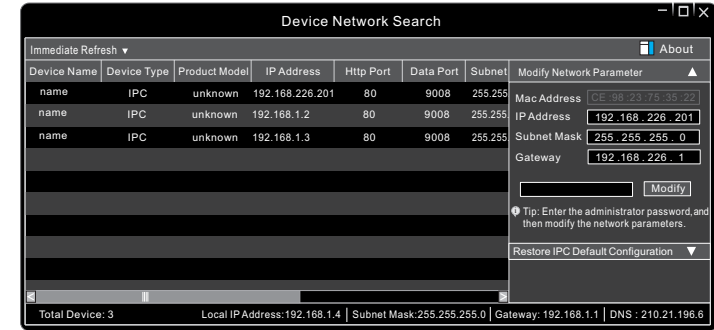 Device Network Search
Immediate Refresh ▼ About
Device Name Device Type Product Model IP Address Http Port Data Port Subnet
name IPC unknown 192.168.226.201 80 9008 255.255
name IPC unknown 192.168.1.2 80 9008 255.255.
name IPC unknown 192.168.1.3 80 9008 255.255
Modify Network Parameter ▲
Mac Address CE:98:23:75:35:22
IP Address 192.168.226.201
Subnet Mask 255.255.255.0
Gateway 192.168.226.1
Modify
Tip: Enter the administrator password,and
then modify the network parameters.
Restore IPC Default Configuration ▼
Total Device: 3 Local IP Address:192.168.1.4 | Subnet Mask:255.255.255.0 | Gateway: 192.168.1.1 | DNS : 210.21.196.6